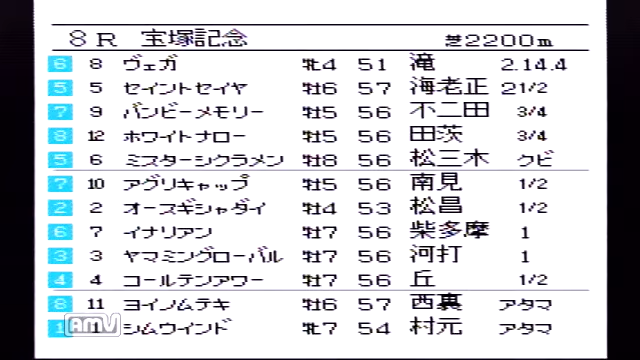 8R 宝塚記念 芝2200m
6 8 ヴェガ 牝4 51 滝 2.14.4
5 5 セイントセイヤ 牡6 57 海老正 21/2
7 9 バンビーメモリー 牡5 56 不二田 3/4
8 12 ホワイトナロー 牡5 56 田茨 3/4
5 6 ミスターシクラメン 牡8 56 松三木 クビ
7 10 アグリキャップ 牡5 56 南見 1/2
2 2 オースギシャダイ 牡4 53 松昌 1/2
6 7 イナリアン 牡7 56 柴多摩 1
3 3 ヤマミングローバル 牡7 56 河打 1
4 4 コールテンアワー 牡7 56 丘 1/2
8 11 ヨイノムテキ 牡6 57 西裏 アタマ
1 シムウインド 牝7 54 村元 アタマ
AMV